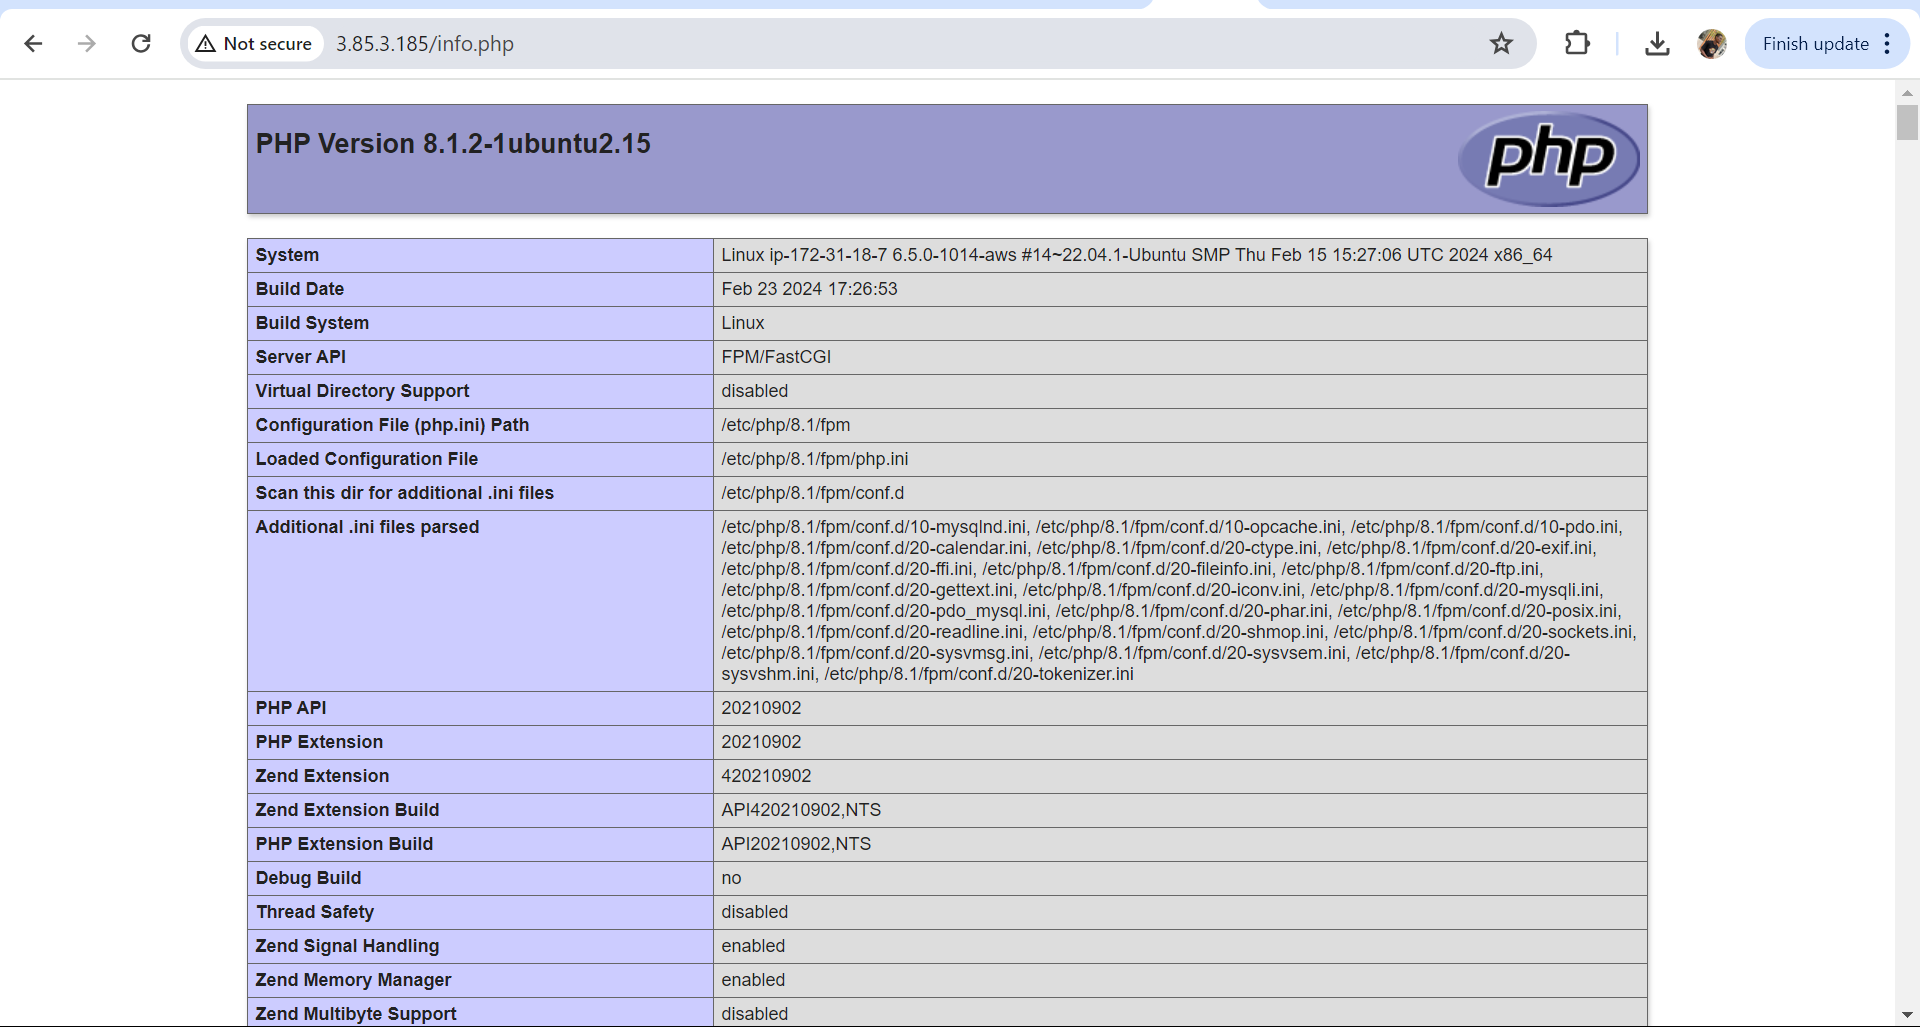 Not secure 3.85.3.185/info.php Finish update
PHP Version 8.1.2-1ubuntu2.15
php
System Linux ip-172-31-18-7 6.5.0-1014-aws #14~22.04.1-Ubuntu SMP Thu Feb 15 15:27:06 UTC 2024 x86_64
Build Date Feb 23 2024 17:26:53
Build System Linux
Server API FPM/FastCGI
Virtual Directory Support disabled
Configuration File (php.ini) Path /etc/php/8.1/fpm
Loaded Configuration File /etc/php/8.1/fpm/php.ini
Scan this dir for additional .ini files /etc/php/8.1/fpm/conf.d
Additional .ini files parsed /etc/php/8.1/fpm/conf.d/10-mysqlnd.ini, /etc/php/8.1/fpm/conf.d/10-opcache.ini, /etc/php/8.1/fpm/conf.d/10-pdo.ini,
/etc/php/8.1/fpm/conf.d/20-calendar.ini, /etc/php/8.1/fpm/conf.d/20-ctype.ini, /etc/php/8.1/fpm/conf.d/20-exif.ini,
/etc/php/8.1/fpm/conf.d/20-ffi.ini, /etc/php/8.1/fpm/conf.d/20-fileinfo.ini, /etc/php/8.1/fpm/conf.d/20-ftp.ini,
/etc/php/8.1/fpm/conf.d/20-gettext.ini, /etc/php/8.1/fpm/conf.d/20-iconv.ini, /etc/php/8.1/fpm/conf.d/20-mysqli.ini,
/etc/php/8.1/fpm/conf.d/20-pdo_mysql.ini, /etc/php/8.1/fpm/conf.d/20-phar.ini, /etc/php/8.1/fpm/conf.d/20-posix.ini,
/etc/php/8.1/fpm/conf.d/20-readline.ini, /etc/php/8.1/fpm/conf.d/20-shmop.ini, /etc/php/8.1/fpm/conf.d/20-sockets.ini,
/etc/php/8.1/fpm/conf.d/20-sysvmsg.ini, /etc/php/8.1/fpm/conf.d/20-sysvsem.ini, /etc/php/8.1/fpm/conf.d/20-
sysvshm.ini, /etc/php/8.1/fpm/conf.d/20-tokenizer.ini
PHP API 20210902
PHP Extension 20210902
Zend Extension 420210902
Zend Extension Build API420210902,NTS
PHP Extension Build API20210902,NTS
Debug Build no
Thread Safety disabled
Zend Signal Handling enabled
Zend Memory Manager enabled
Zend Multibyte Support disabled